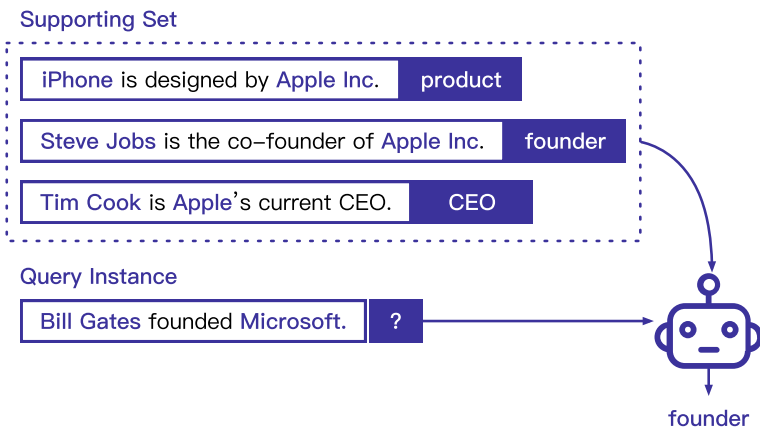 Supporting Set
iPhone is designed by Apple Inc. product
Steve Jobs is the co-founder of Apple Inc. founder
Tim Cook is Apple's current CEO. CEO
Query Instance
Bill Gates founded Microsoft. ?
founder